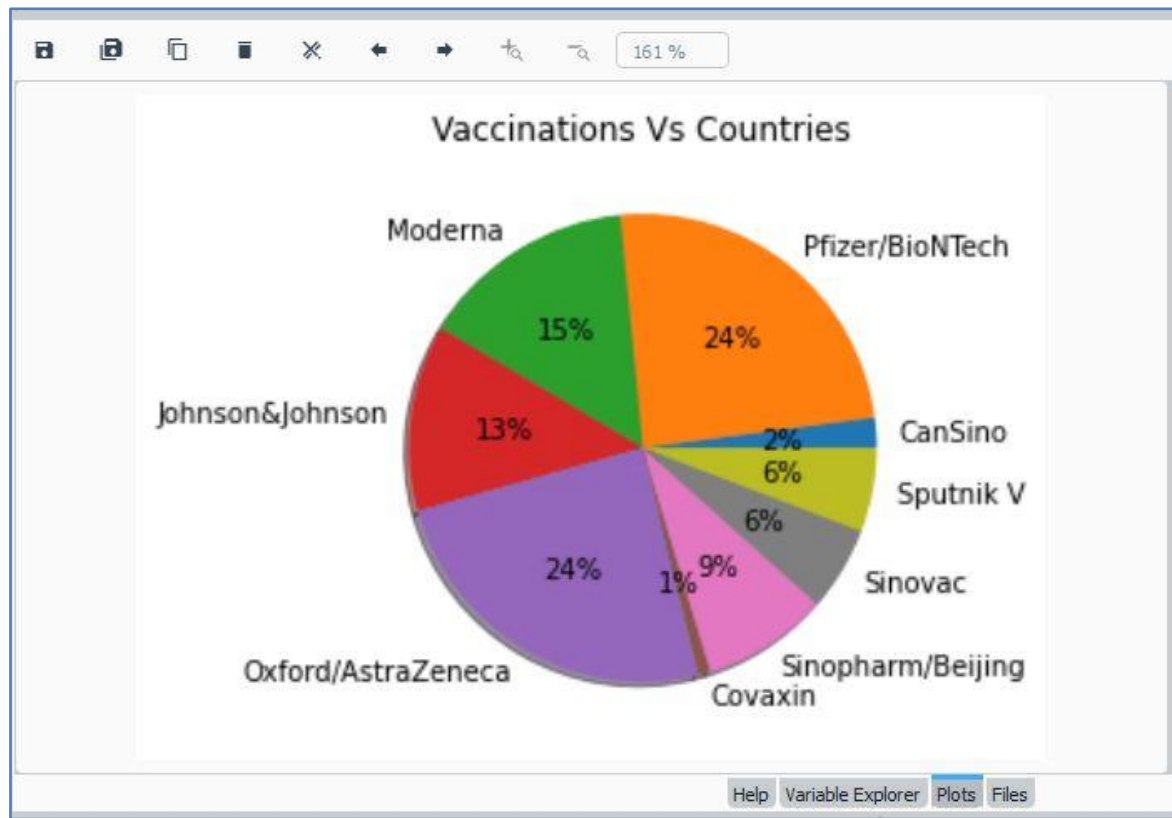 161 %
Vaccinations Vs Countries
Moderna
Pfizer/BioNTech
15%
24%
Johnson&Johnson
13%
CanSino
2%
6%
Sputnik V
6%
Sinovac
24%
1%
9%
Oxford/AstraZeneca
Sinopharm/Beijing
Covaxin
Help Variable Explorer Plots Files